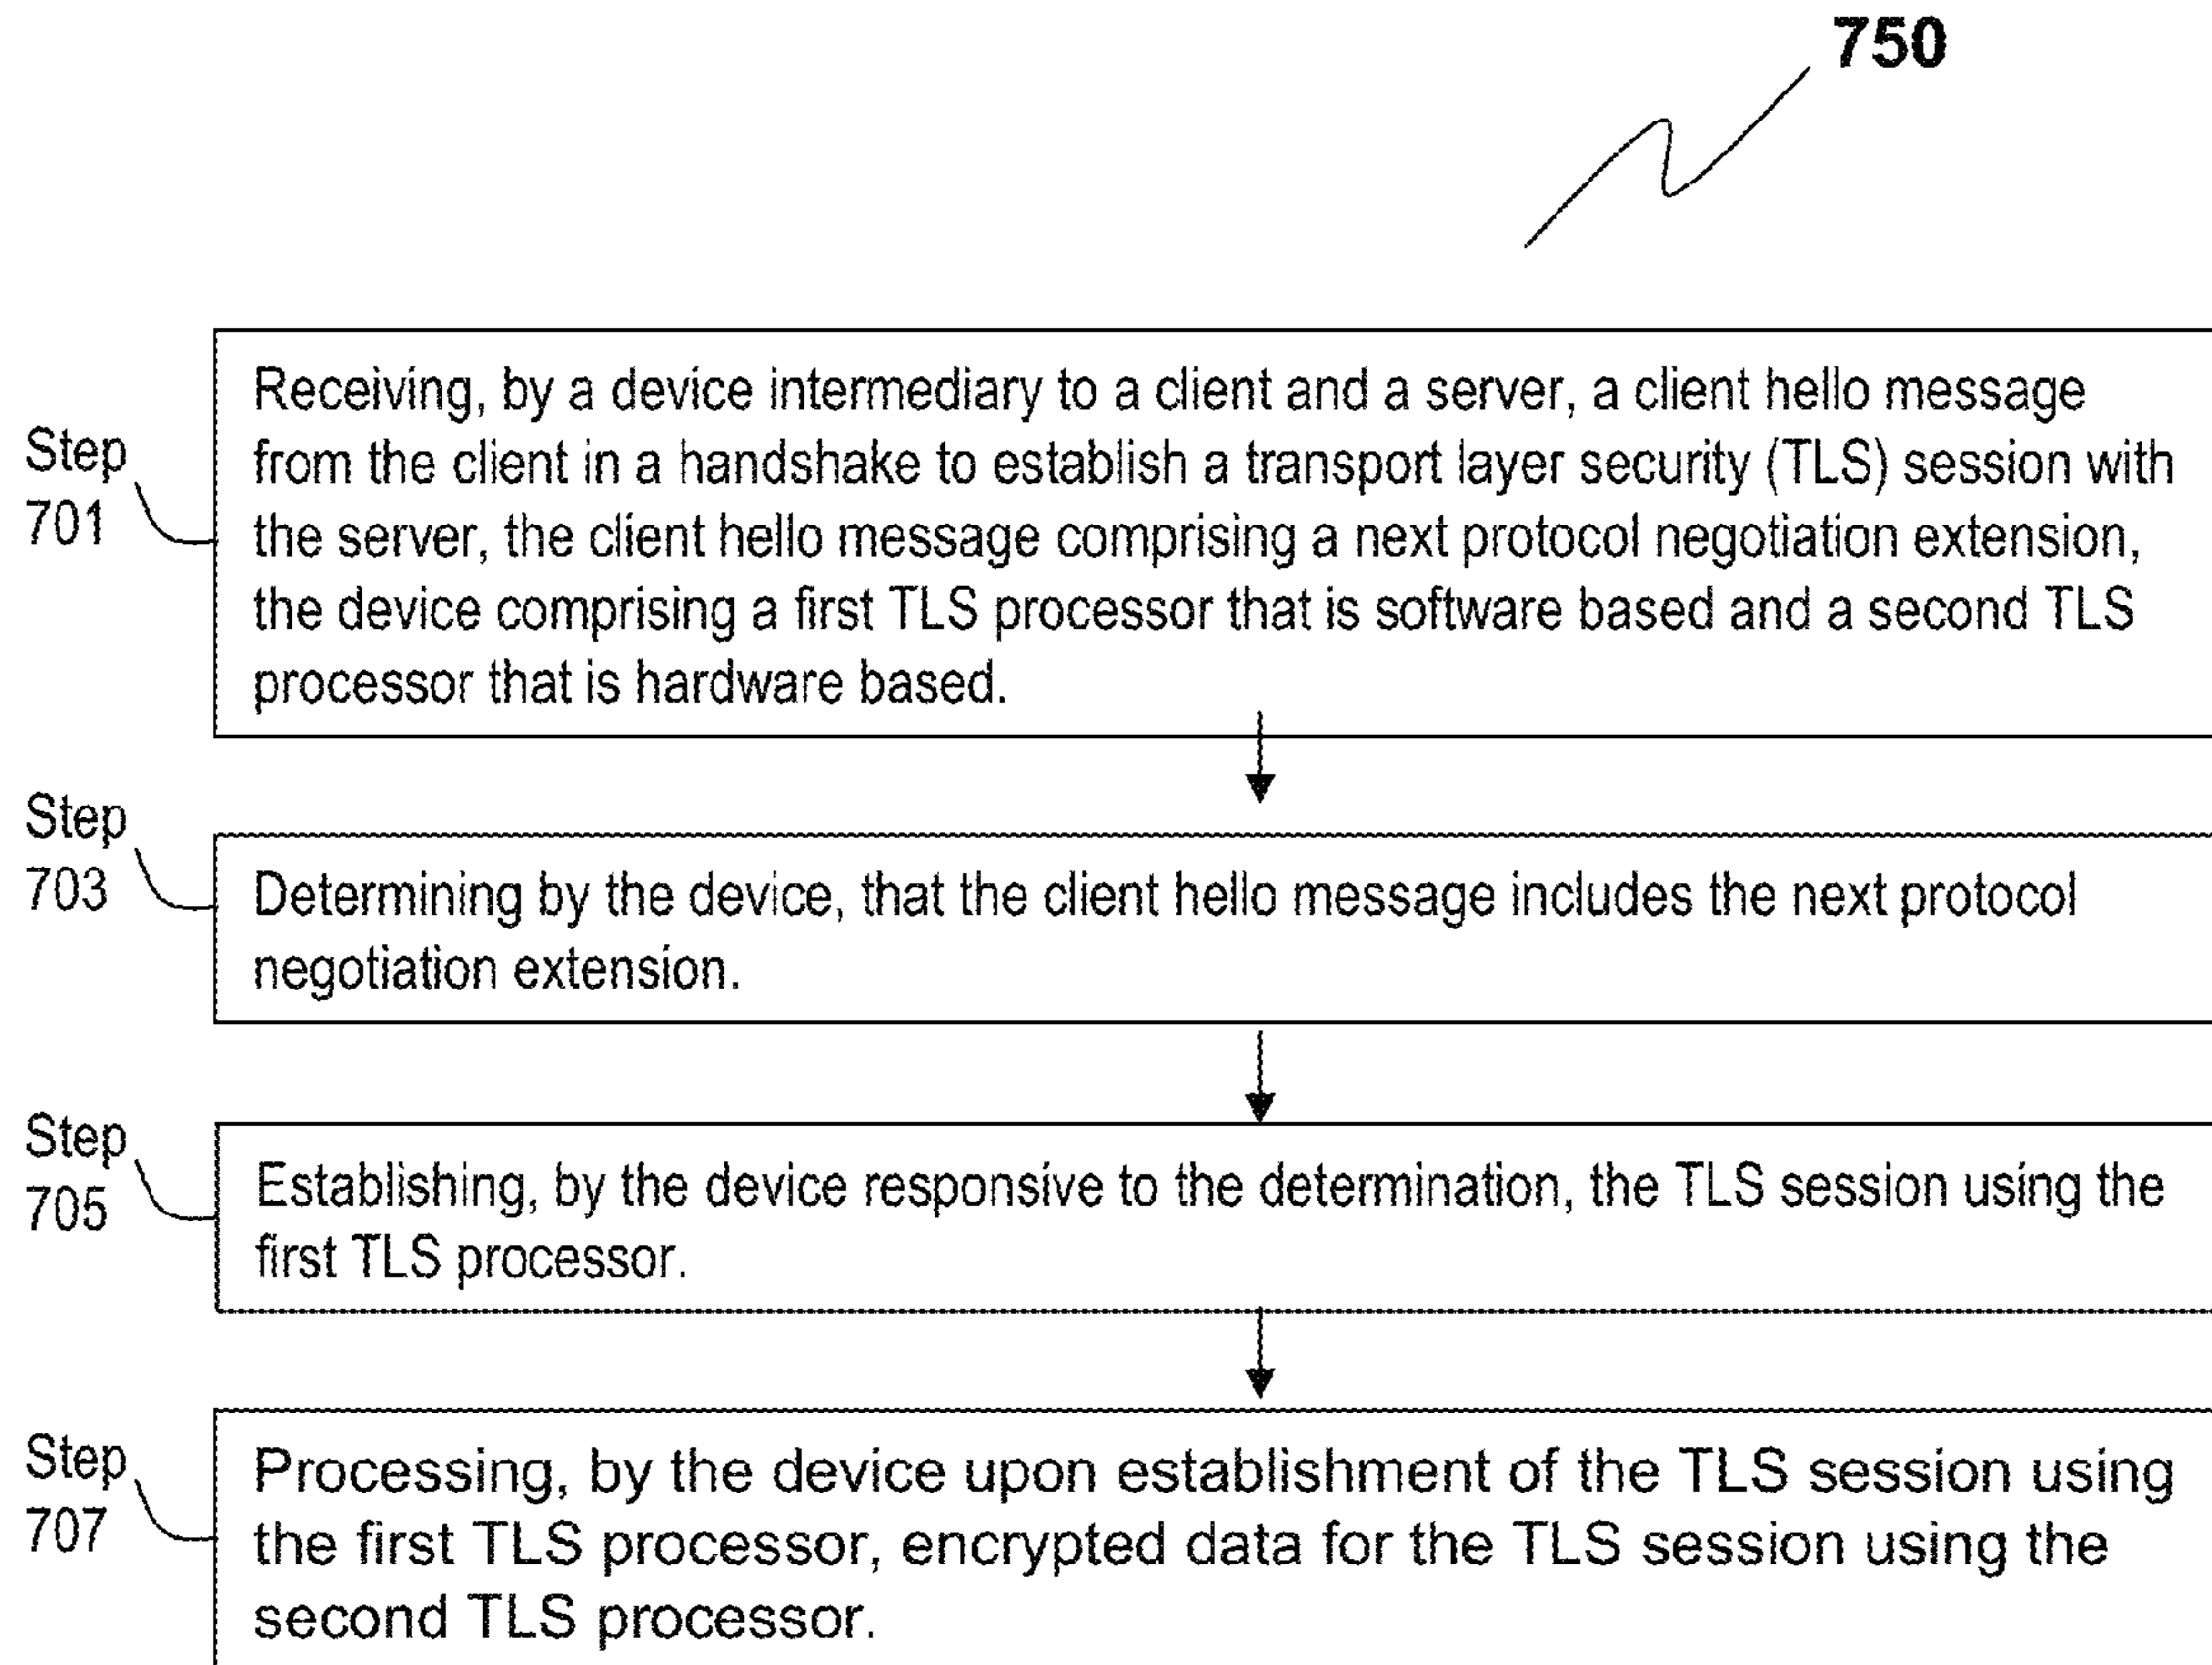 750
Step
701
Receiving, by a device intermediary to a client and a server, a client hello message
from the client in a handshake to establish a transport layer security (TLS) session with
the server, the client hello message comprising a next protocol negotiation extension,
the device comprising a first TLS processor that is software based and a second TLS
processor that is hardware based.
Step
703
Determining by the device, that the client hello message includes the next protocol
negotiation extension.
Step
705
Establishing, by the device responsive to the determination, the TLS session using the
first TLS processor.
Step
707
Processing, by the device upon establishment of the TLS session using
the first TLS processor, encrypted data for the TLS session using the
second TLS processor.